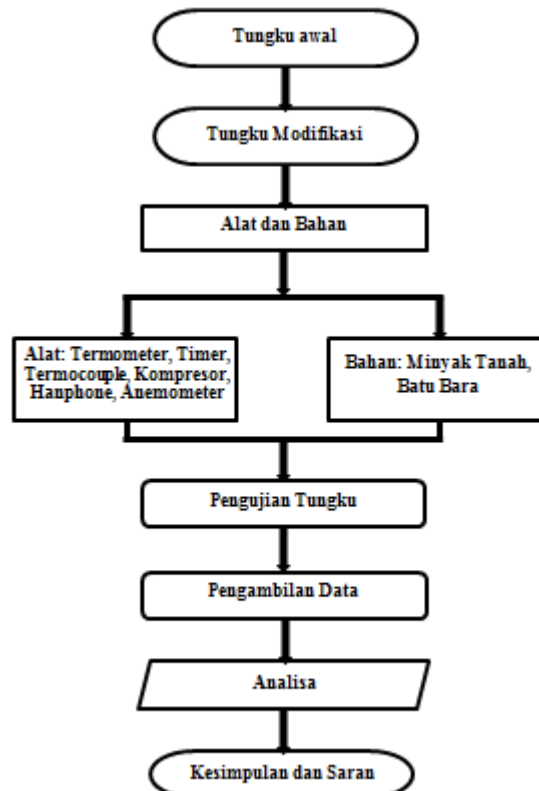 Tungku awal
Tungku Modifikasi
Alat dan Bahan
Alat: Termometer, Timer,
Termocouple, Kompresor,
Hanphone, Anemometer
Bahan: Minyak Tanah,
Batu Bara
Pengujian Tungku
Pengambilan Data
Analisa
Kesimpulan dan Saran